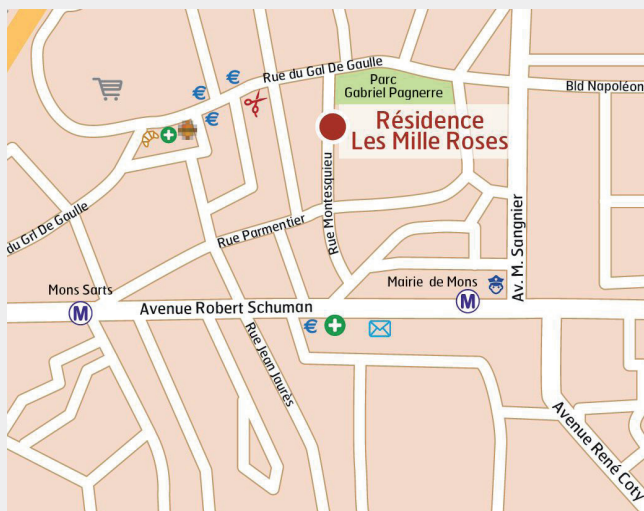 Rue du Gal De Gaulle
Parc
Gabriel Pagnerre
Bld Napoléon
€
€
€
Résidence
Les Mille Roses
du Grl De Gaulle
Rue Parmentier
Rue Montesquieu
Av. M. Sangnier
Mons Sarts
M
Mairie de Mons
M
Avenue Robert Schuman
€
Rue Jean Jaurès
Avenue René Coty